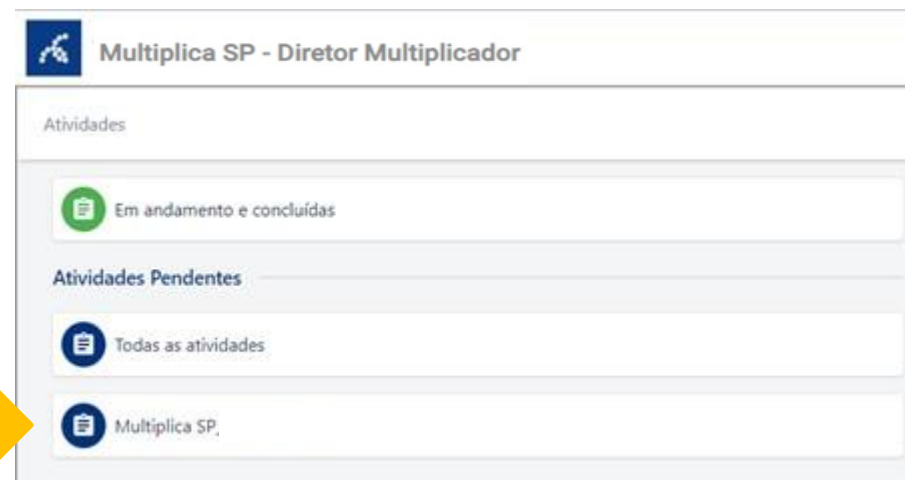 Multiplica SP - Diretor Multiplicador
Atividades
Em andamento e concluídas
Atividades Pendentes
Todas as atividades
Multiplica SP